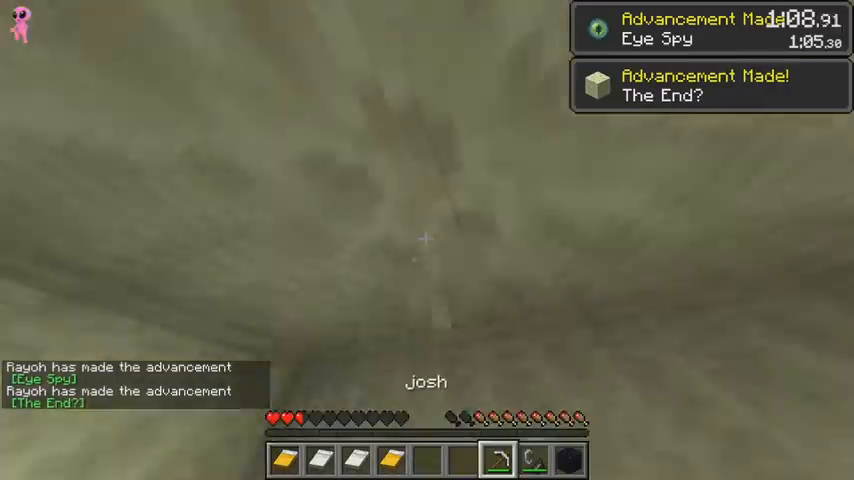 Advancement Made!
Eye Spy
1:08.91
1:05.30
Advancement Made!
The End?
Rayoh has made the advancement
[Eye Spy]
Rayoh has made the advancement
[The End?]
josh